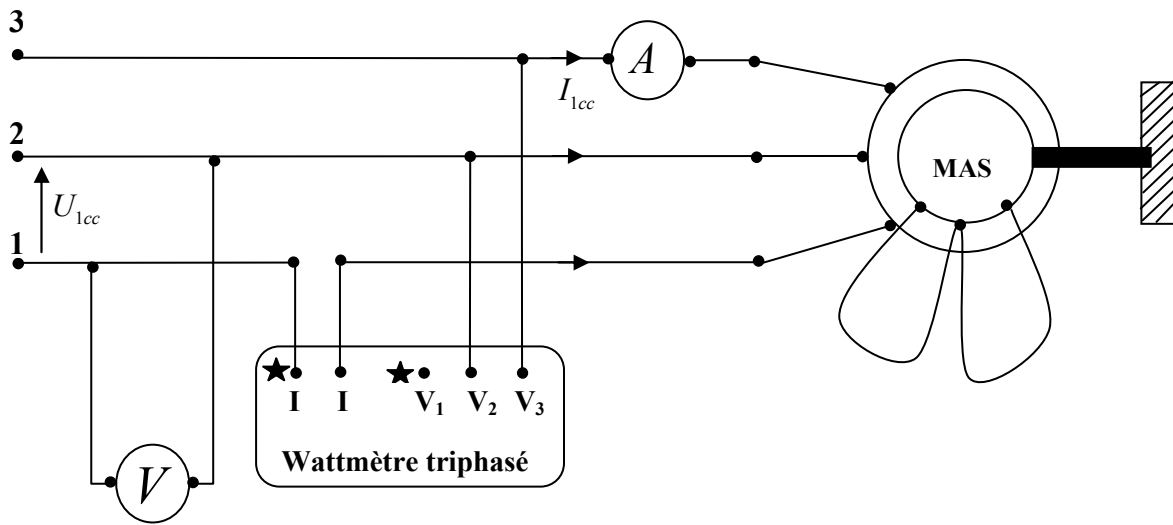 3
A
I1cc
2
MAS
U1cc
1
I I V1 V2 V3
Wattmètre triphasé
V